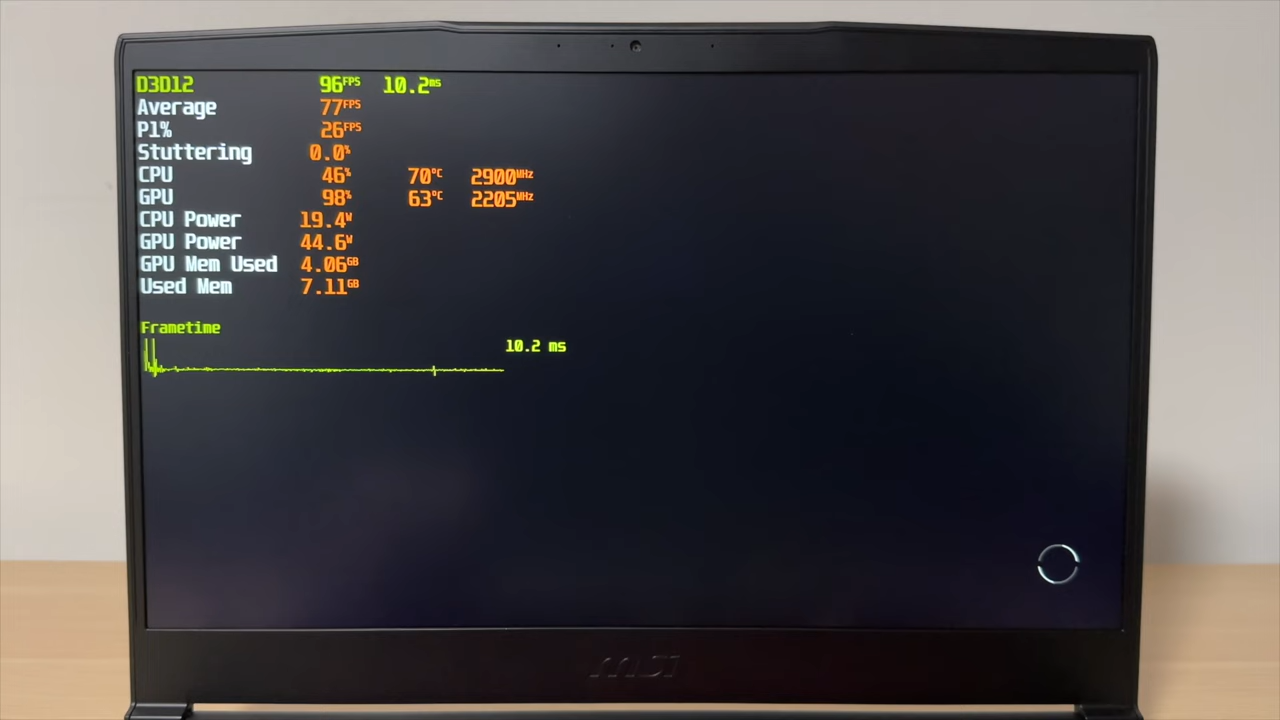 D3D12 96FPS 10.2ms
Average 77FPS
P1% 26FPS
Stuttering 0.0%
CPU 46% 70°C 2900MHz
GPU 98% 63°C 2205MHz
CPU Power 19.4W
GPU Power 44.6W
GPU Mem Used 4.06GB
Used Mem 7.11GB
Frametime
10.2 ms
msi